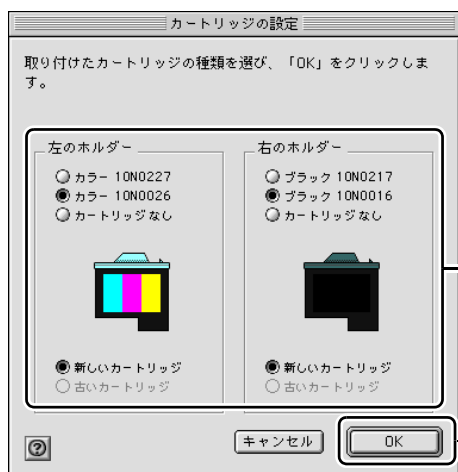 カートリッジの設定
取り付けたカートリッジの種類を選び、「OK」をクリックしま
す。
左のホルダー
カラー 10N0227
カラー 10N0026
カートリッジなし
新しいカートリッジ
古いカートリッジ
右のホルダー
ブラック 10N0217
ブラック 10N0016
カートリッジなし
新しいカートリッジ
古いカートリッジ
?
キャンセル
OK